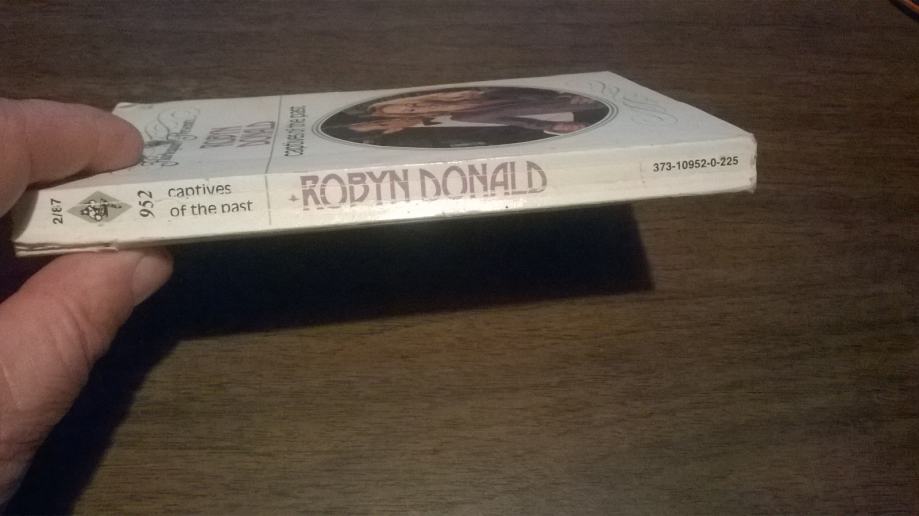 2/87
952
captives
of the past
ROBYN DONALD
373-10952-0-225
ROBYN
DONALD
captives of the past